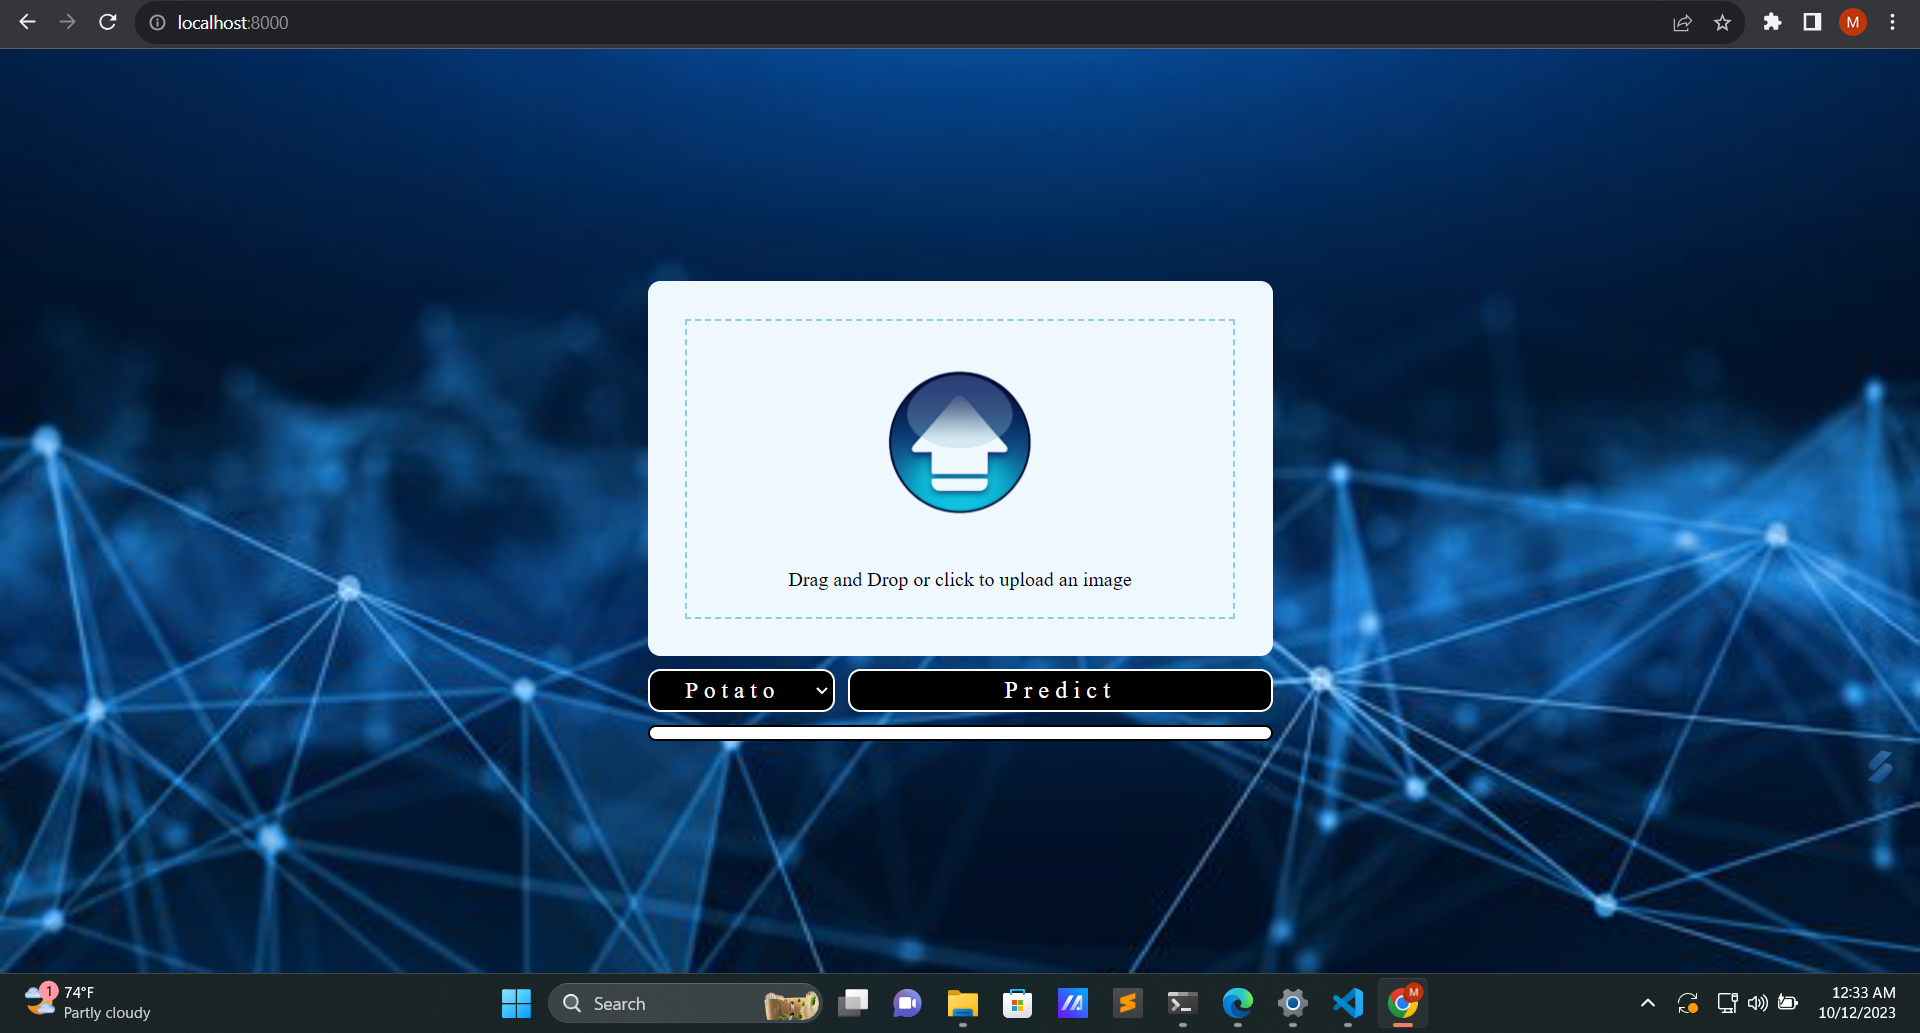 localhost:8000
M
Drag and Drop or click to upload an image
Potato
Predict
1
74°F
Partly cloudy
Search
M
12:33 AM
10/12/2023